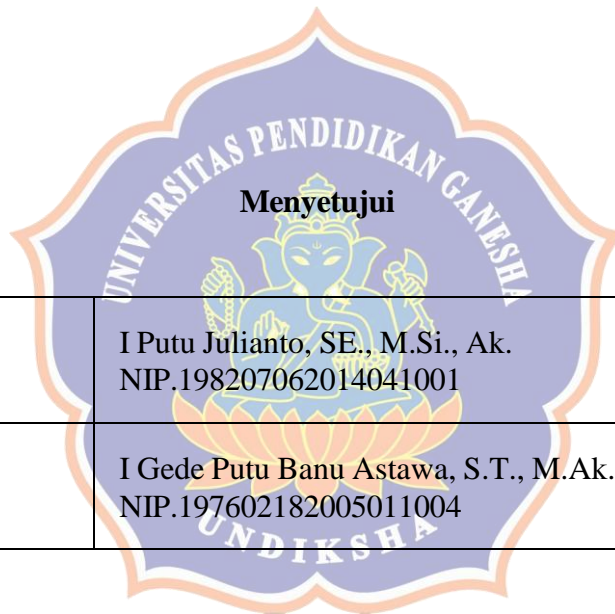 UNIVERSITAS PENDIDIKAN GANESHA
Menyetujui
I Putu Julianto, SE., M.Si., Ak.
NIP.198207062014041001
I Gede Putu Banu Astawa, S.T., M.Ak.
NIP.197602182005011004
UNDIKSHA